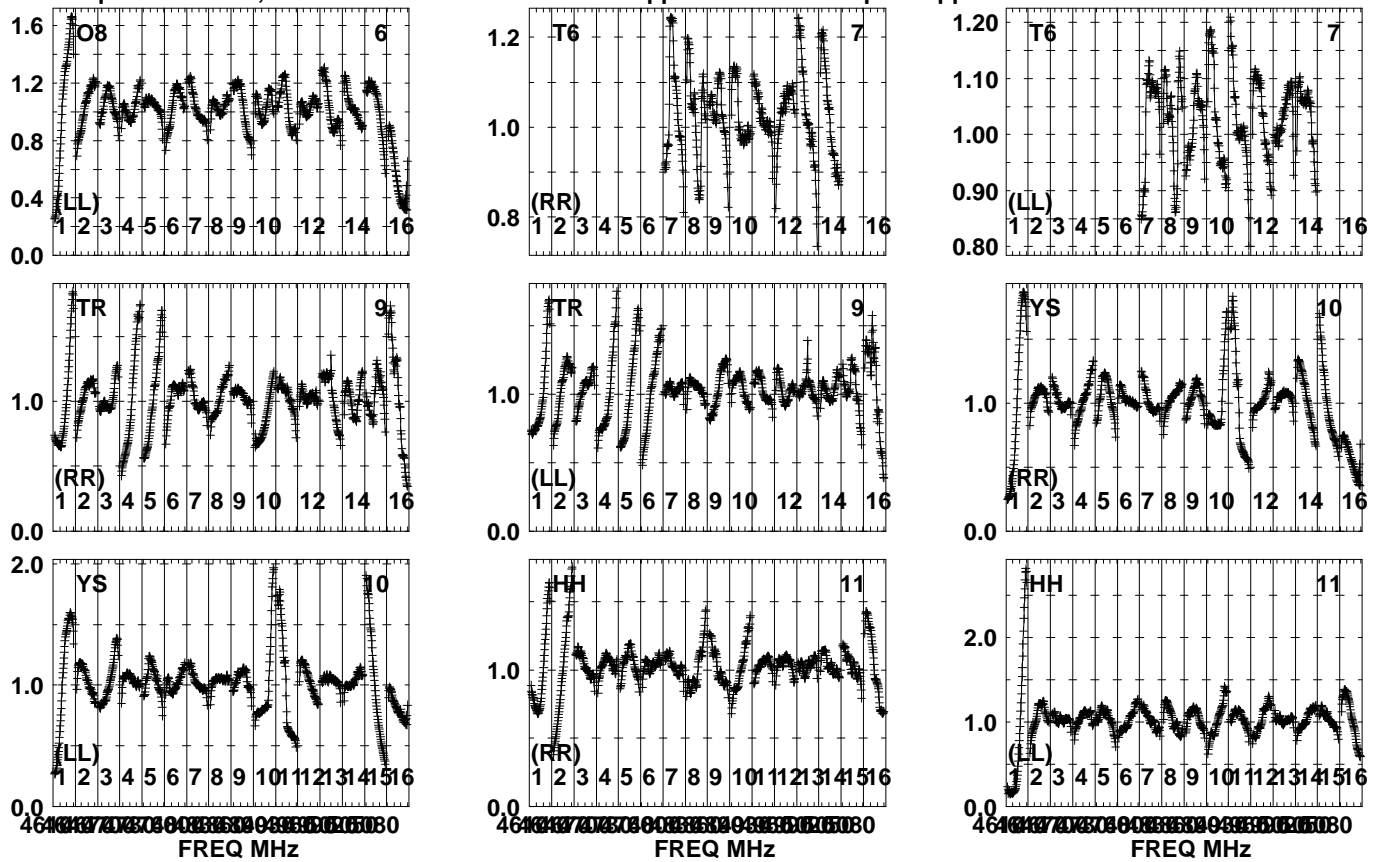 1.6 O8 6
1.2
0.8
0.4
(LL)
1 2 3 4 5 6 7 8 9 10 12 14 16
0.0
T6 7
1.2
1.0
0.8
(RR)
1 2 3 4 5 6 7 8 9 10 12 14 16
1.20 T6 7
1.10
1.00
0.90
0.80
(LL)
1 2 3 4 5 6 7 8 9 10 12 14 16
TR 9
1.0
(RR)
1 2 3 4 5 6 7 8 9 10 12 14 16
0.0
TR 9
1.0
(LL)
1 2 3 4 5 6 7 8 9 10 12 14 16
0.0
YS 10
1.0
(RR)
1 2 3 4 5 6 7 8 9 10 12 14 16
0.0
2.0 YS 10
1.0
(LL)
1 2 3 4 5 6 7 8 9 10 11 12 13 15 16
0.0
FREQ MHz
HH 11
1.0
(RR)
1 2 3 4 5 6 7 8 9 10 11 12 13 15 16
0.0
FREQ MHz
HH 11
2.0
1.0
(LL)
1 2 3 4 5 6 7 8 9 10 11 12 13 15 16
0.0
FREQ MHz